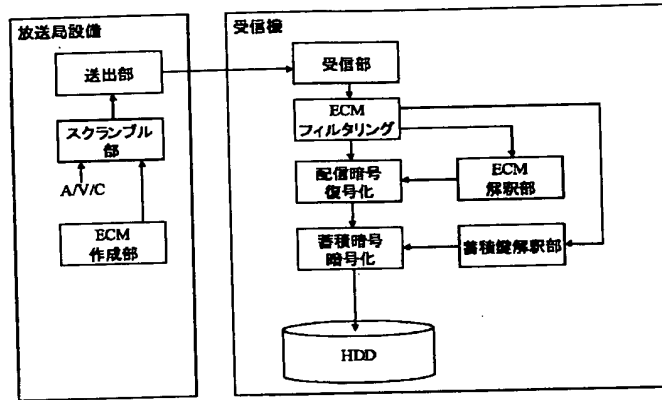 放送局設備
送出部
スクランブル
部
A/V/C
ECM
作成部
受信機
受信部
ECM
フィルタリング
配信暗号
復号化
ECM
解釈部
蓄積暗号
暗号化
蓄積鍵解釈部
HDD